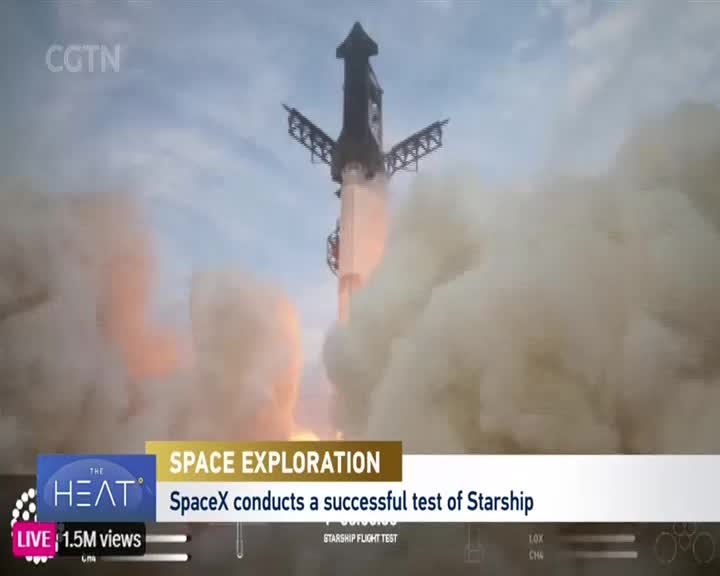 CGTN
SPACE EXPLORATION
THE
HEAT
SpaceX conducts a successful test of Starship
STARSHIP FLIGHT TEST
LOX
CH4
LIVE
1.5M views
CH4